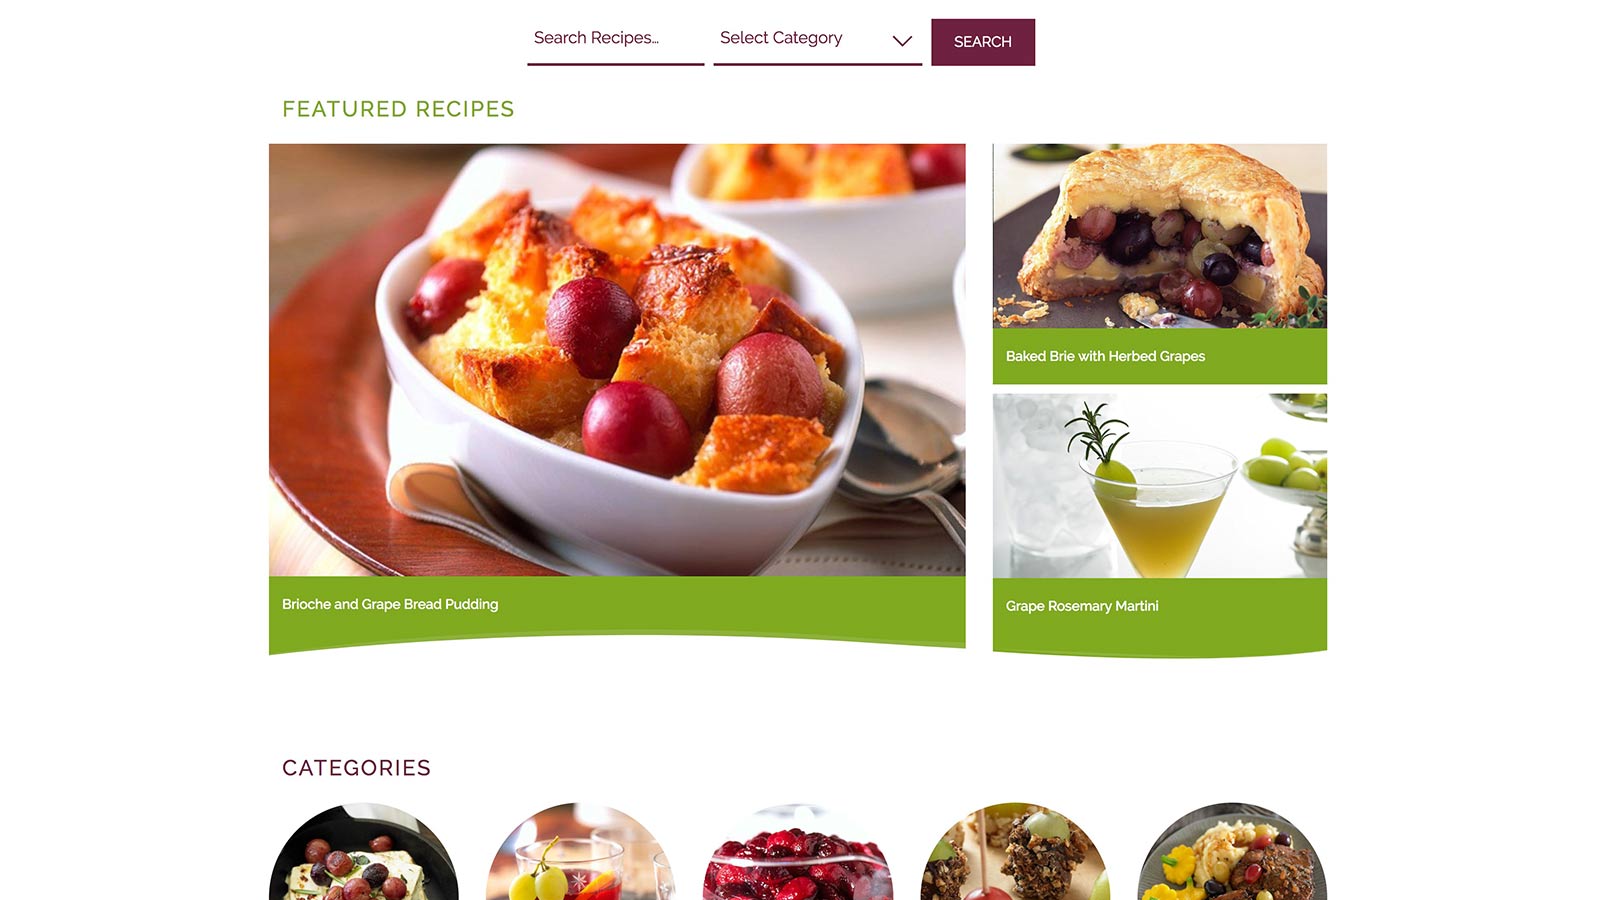 Search Recipes...
Select Category
SEARCH
FEATURED RECIPES
Brioche and Grape Bread Pudding
Baked Brie with Herbed Grapes
Grape Rosemary Martini
CATEGORIES